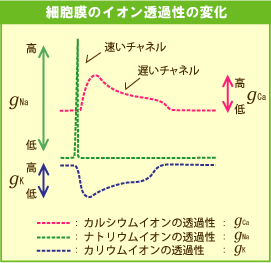 細胞膜のイオン透過性の変化
高
速いチャネル
遅いチャネル
gNa
高
gCa
低
低
高
gK
低
：カルシウムイオンの透過性：gCa
：ナトリウムイオンの透過性：gNa
：カリウムイオンの透過性：gK